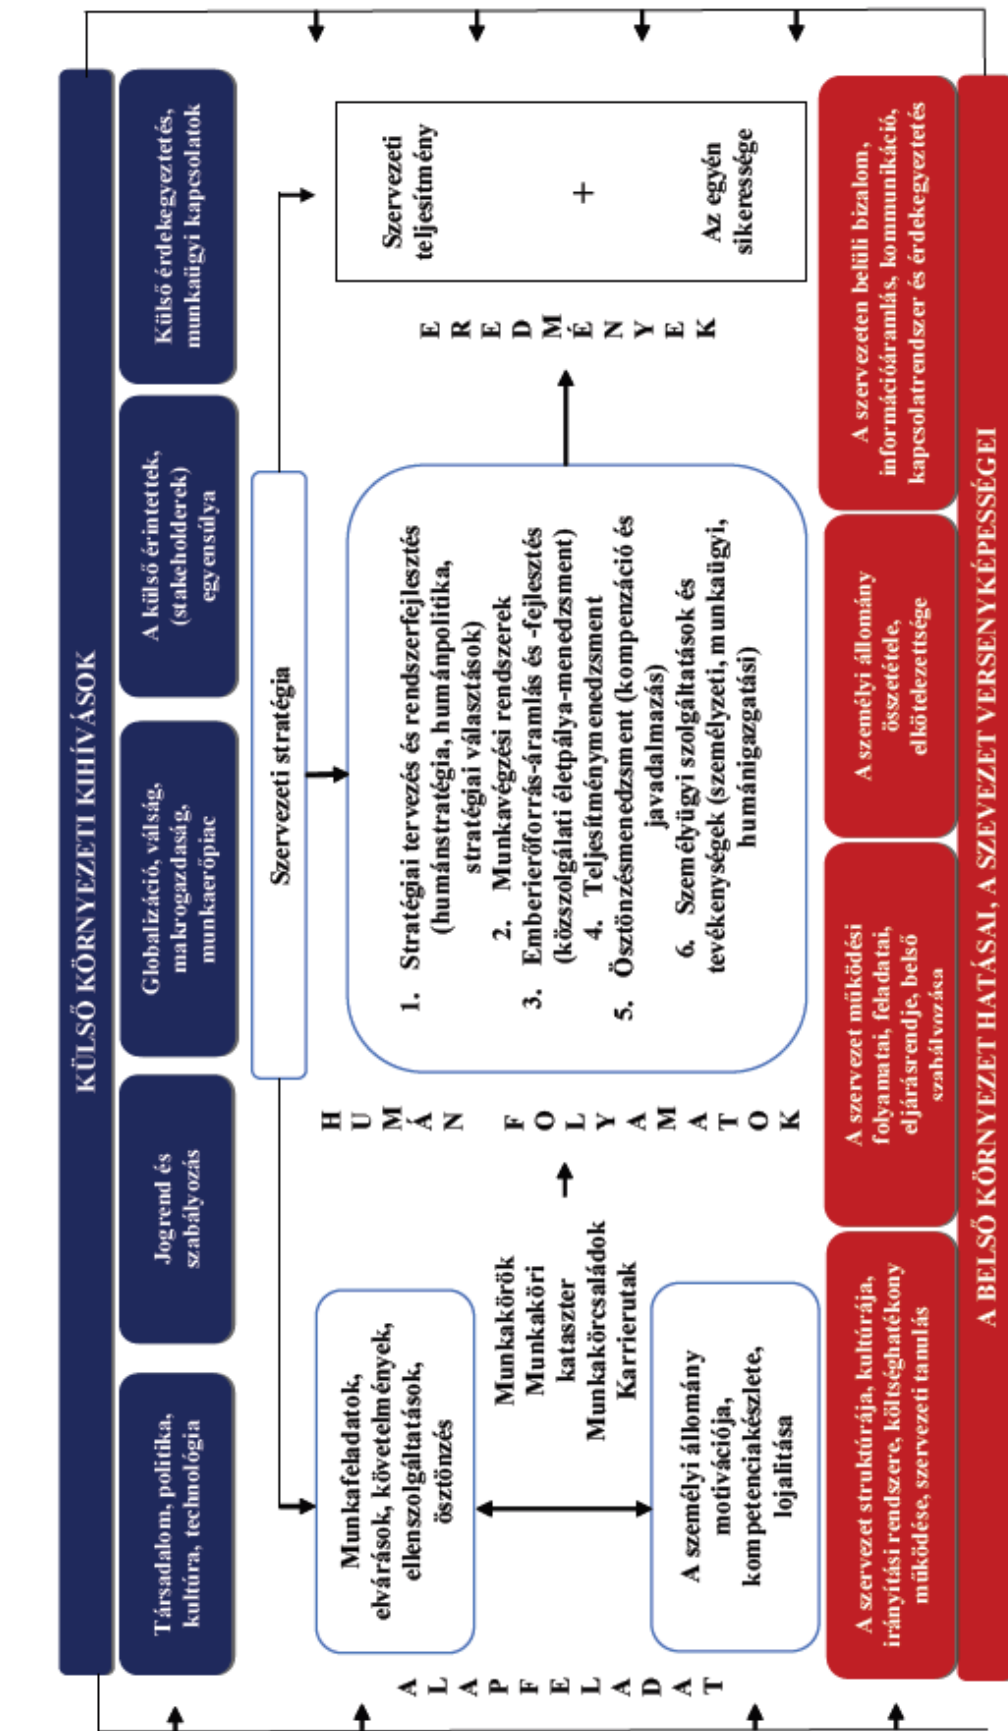 KÜLSŐ KÖRNYEZETI KIHÍVÁSOK
Társadalom, politika,
kultúra, technológia
Jogrend és
szabályozás
Globalizáció, válság,
makrogazdaság,
munkaerőpiac
A külső érintettek,
(stakeholderek)
egyensúlya
Külső érdekegyeztetés,
munkaügyi kapcsolatok
Szervezeti stratégia
ALAPFELADAT
Munkafeladatok,
elvárások, követelmények,
ellenszolgáltatások,
ösztönzés
Munkakörök
Munkaköri
kataszter
Munkakörcsaládok
Karrierutak
A személyi állomány
motivációja,
kompetenciakészlete,
lojalitása
HUMÁN FOLYAMATOK
1. Stratégiai tervezés és rendszerfejlesztés
(humánstratégia, humánpolitika,
stratégiai választások)
2. Munkavégzési rendszerek
3. Emberierőforrás-áramlás és -fejlesztés
(közszolgálati életpálya-menedzsment)
4. Teljesítménymenedzsment
5. Ösztönzésmenedzsment (kompenzáció és
javadalmazás)
6. Személyügyi szolgáltatások és
tevékenységek (személyzeti, munkaügyi,
humánigazgatási)
EREDMÉNYEK
Szervezeti
teljesítmény
+
Az egyén
sikeressége
A szervezet struktúrája, kultúrája,
irányítási rendszere, költséghatékony
működése, szervezeti tanulás
A szervezet működési
folyamatai, feladatai,
eljárásrendje, belső
szabályozása
A személyi állomány
összetétele,
elkötelezettsége
A szervezeten belüli bizalom,
információáramlás, kommunikáció,
kapcsolatrendszer és érdekegyeztetés
A BELSŐ KÖRNYEZET HATÁSAI, A SZEVEZET VERSENYKÉPESSÉGEI